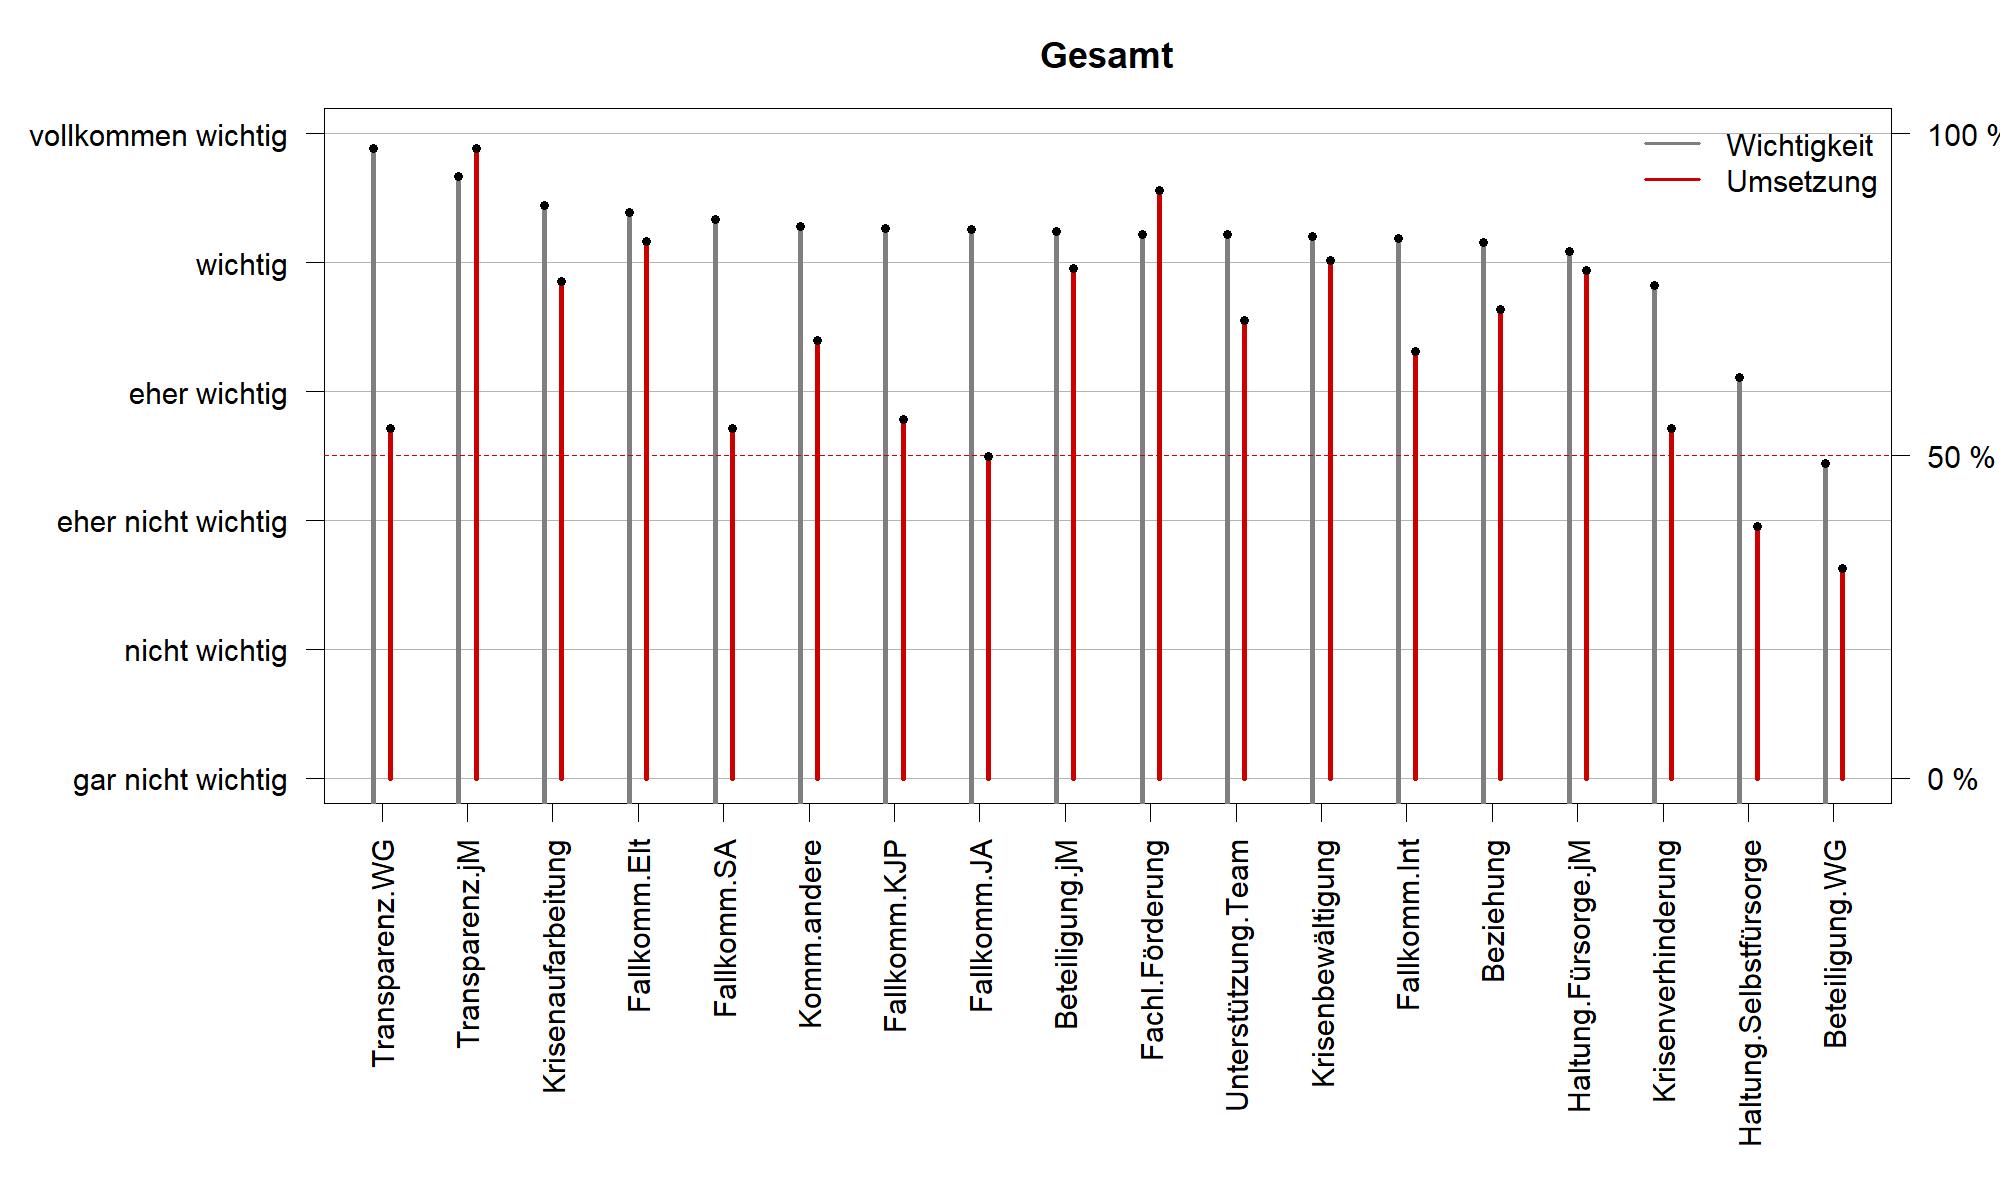 Gesamt
vollkommen wichtig
wichtig
eher wichtig
eher nicht wichtig
nicht wichtig
gar nicht wichtig
100 %
50 %
0 %
Wichtigkeit
Umsetzung
Transparenz.WG
Transparenz.jM
Krisenaufarbeitung
Fallkomm.Elt
Fallkomm.SA
Komm.andere
Fallkomm.KJP
Fallkomm.JA
Beteiligung.jM
Fachl.Förderung
Unterstützung.Team
Krisenbewältigung
Fallkomm.Int
Beziehung
Haltung.Fürsorge.jM
Krisenverhinderung
Haltung.Selbstfürsorge
Beteiligung.WG